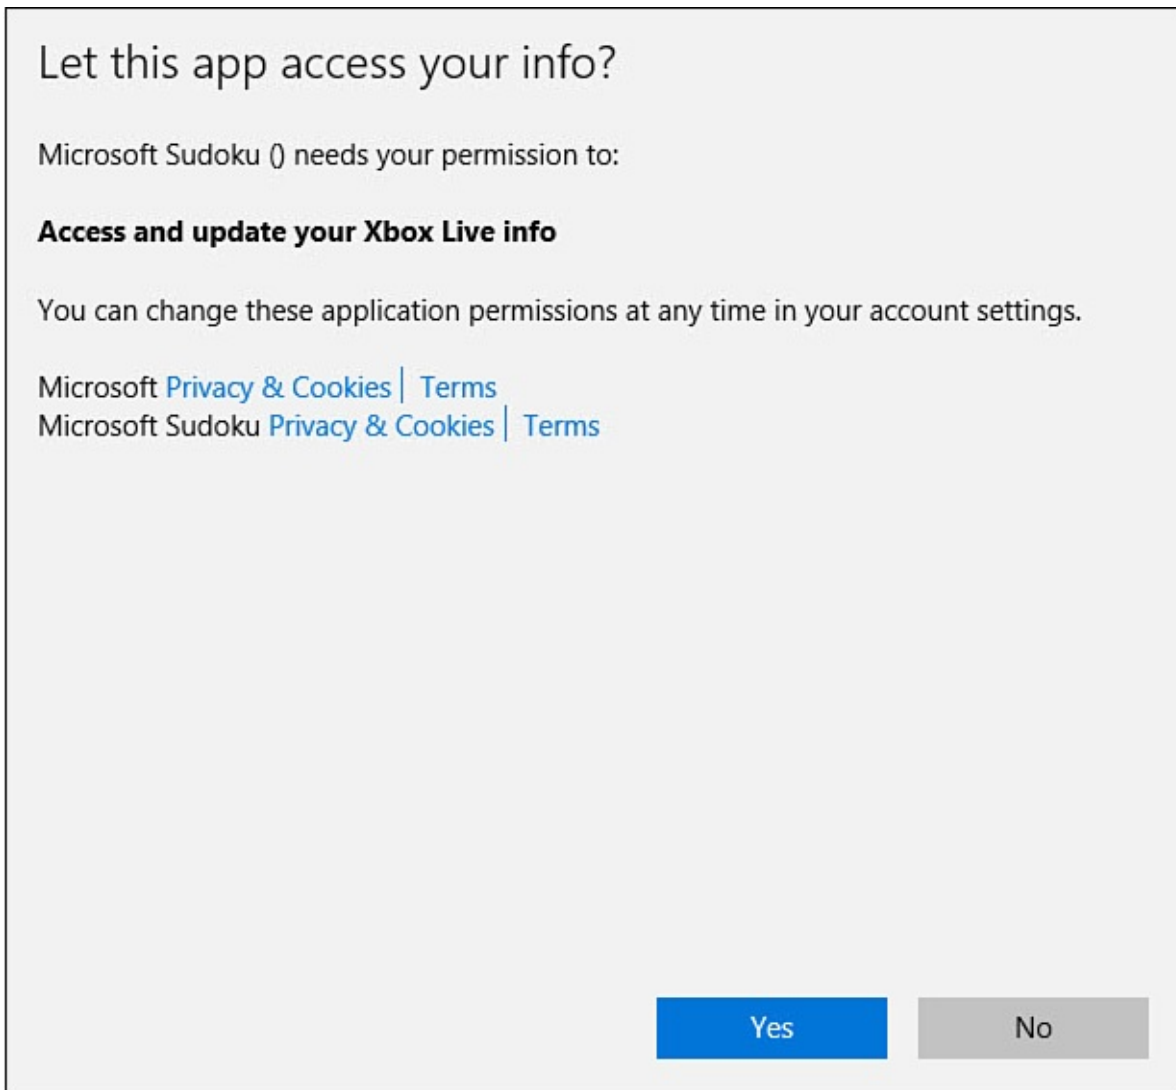 Let this app access your info?
Microsoft Sudoku () needs your permission to:
Access and update your Xbox Live info
You can change these application permissions at any time in your account settings.
Microsoft Privacy & Cookies | Terms
Microsoft Sudoku Privacy & Cookies | Terms
Yes No